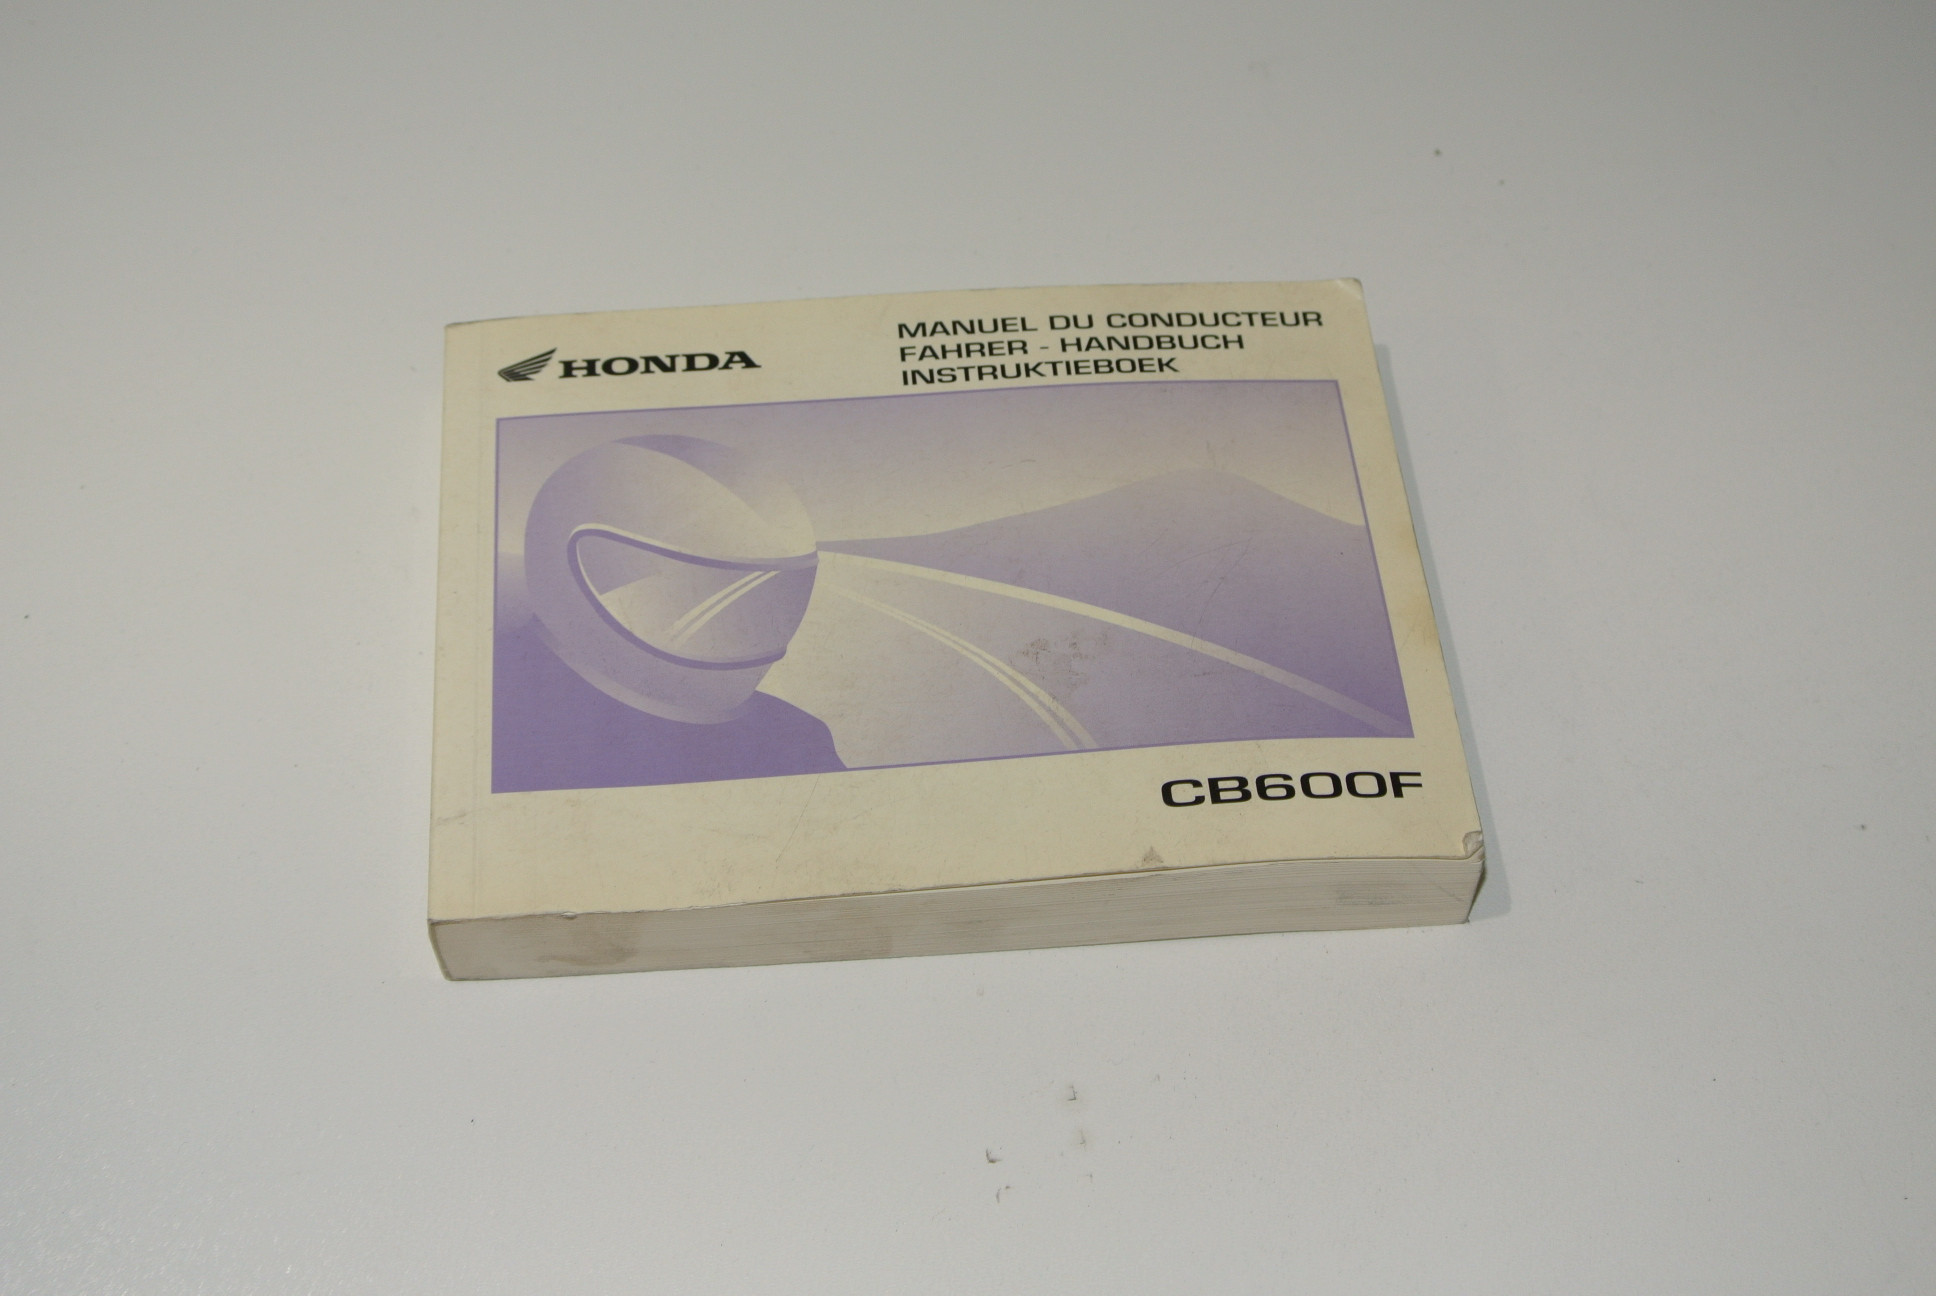 HONDA
MANUEL DU CONDUCTEUR
FAHRER - HANDBUCH
INSTRUKTIEBOEK
CB600F